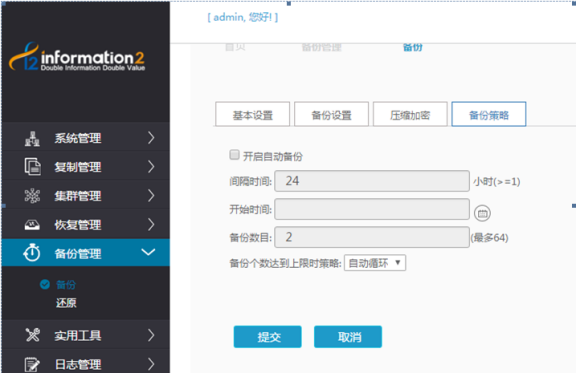 [ admin, 您好! ]
information2
Double Information Double Value
首页 备份管理 备份
基本设置 备份设置 压缩加密 备份策略
系统管理
复制管理
集群管理
恢复管理
备份管理
备份
还原
实用工具
日志管理
开启自动备份
间隔时间: 24 小时(>=1)
开始时间:
备份数目: 2 (最多64)
备份个数达到上限时策略: 自动循环
提交 取消